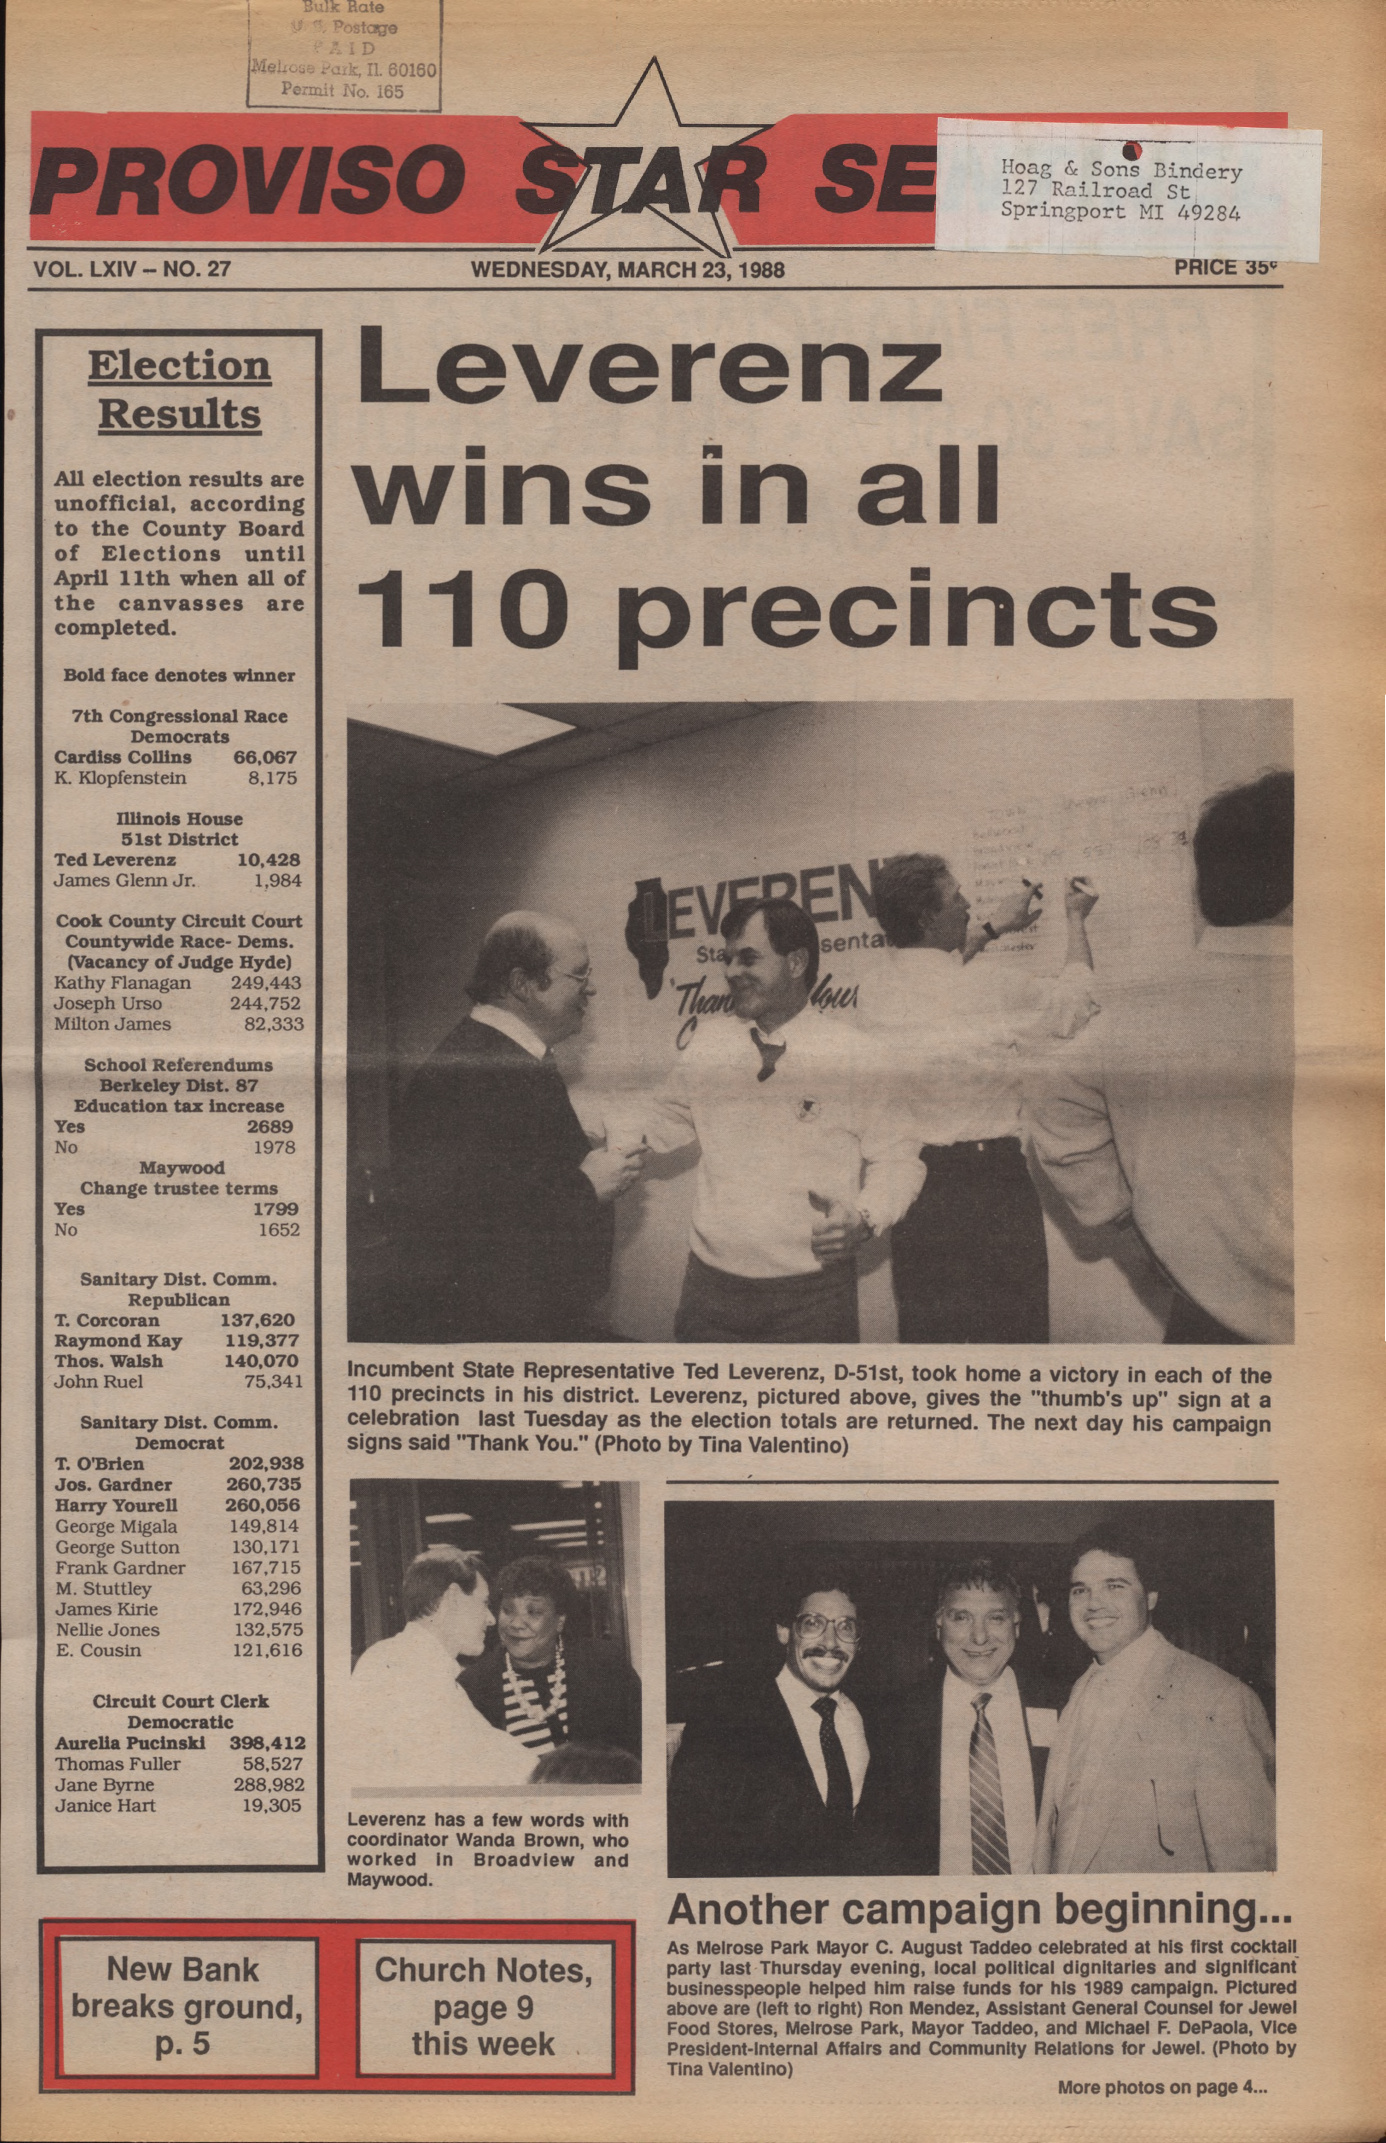 Bulk Rate
U.S. Postage
PAID
Melrose Park, Il. 60160
Permit No. 165
PROVISO STAR SE
Hoag & Sons Bindery
127 Railroad St
Springport MI 49284
VOL. LXIV – NO. 27
WEDNESDAY, MARCH 23, 1988
PRICE 35¢
Election
Results
All election results are
unofficial, according
to the County Board
of Elections until
April 11th when all of
the canvasses are
completed.
Bold face denotes winner
7th Congressional Race
Democrats
Cardiss Collins 66,067
K. Klopfenstein 8,175
Illinois House
51st District
Ted Leverenz 10,428
James Glenn Jr. 1,984
Cook County Circuit Court
Countywide Race- Dems.
(Vacancy of Judge Hyde)
Kathy Flanagan 249,443
Joseph Urso 244,752
Milton James 82,333
School Referendums
Berkeley Dist. 87
Education tax increase
Yes 2689
No 1978
Maywood
Change trustee terms
Yes 1799
No 1652
Sanitary Dist. Comm.
Republican
T. Corcoran 137,620
Raymond Kay 119,377
Thos. Walsh 140,070
John Ruel 75,341
Sanitary Dist. Comm.
Democrat
T. O'Brien 202,938
Jos. Gardner 260,735
Harry Yourell 260,056
George Migala 149,814
George Sutton 130,171
Frank Gardner 167,715
M. Stuttley 63,296
James Kirie 172,946
Nellie Jones 132,575
E. Cousin 121,616
Circuit Court Clerk
Democratic
Aurelia Pucinski 398,412
Thomas Fuller 58,527
Jane Byrne 288,982
Janice Hart 19,305
Leverenz
wins in all
110 precincts
LEVEREN
Sta senta
Incumbent State Representative Ted Leverenz, D-51st, took home a victory in each of the
110 precincts in his district. Leverenz, pictured above, gives the "thumb's up" sign at a
celebration last Tuesday as the election totals are returned. The next day his campaign
signs said "Thank You." (Photo by Tina Valentino)
Leverenz has a few words with
coordinator Wanda Brown, who
worked in Broadview and
Maywood.
Another campaign beginning...
As Melrose Park Mayor C. August Taddeo celebrated at his first cocktail
party last Thursday evening, local political dignitaries and significant
businesspeople helped him raise funds for his 1989 campaign. Pictured
above are (left to right) Ron Mendez, Assistant General Counsel for Jewel
Food Stores, Melrose Park, Mayor Taddeo, and Michael F. DePaola, Vice
President-Internal Affairs and Community Relations for Jewel. (Photo by
Tina Valentino)
More photos on page 4...
New Bank
breaks ground,
p. 5
Church Notes,
page 9
this week